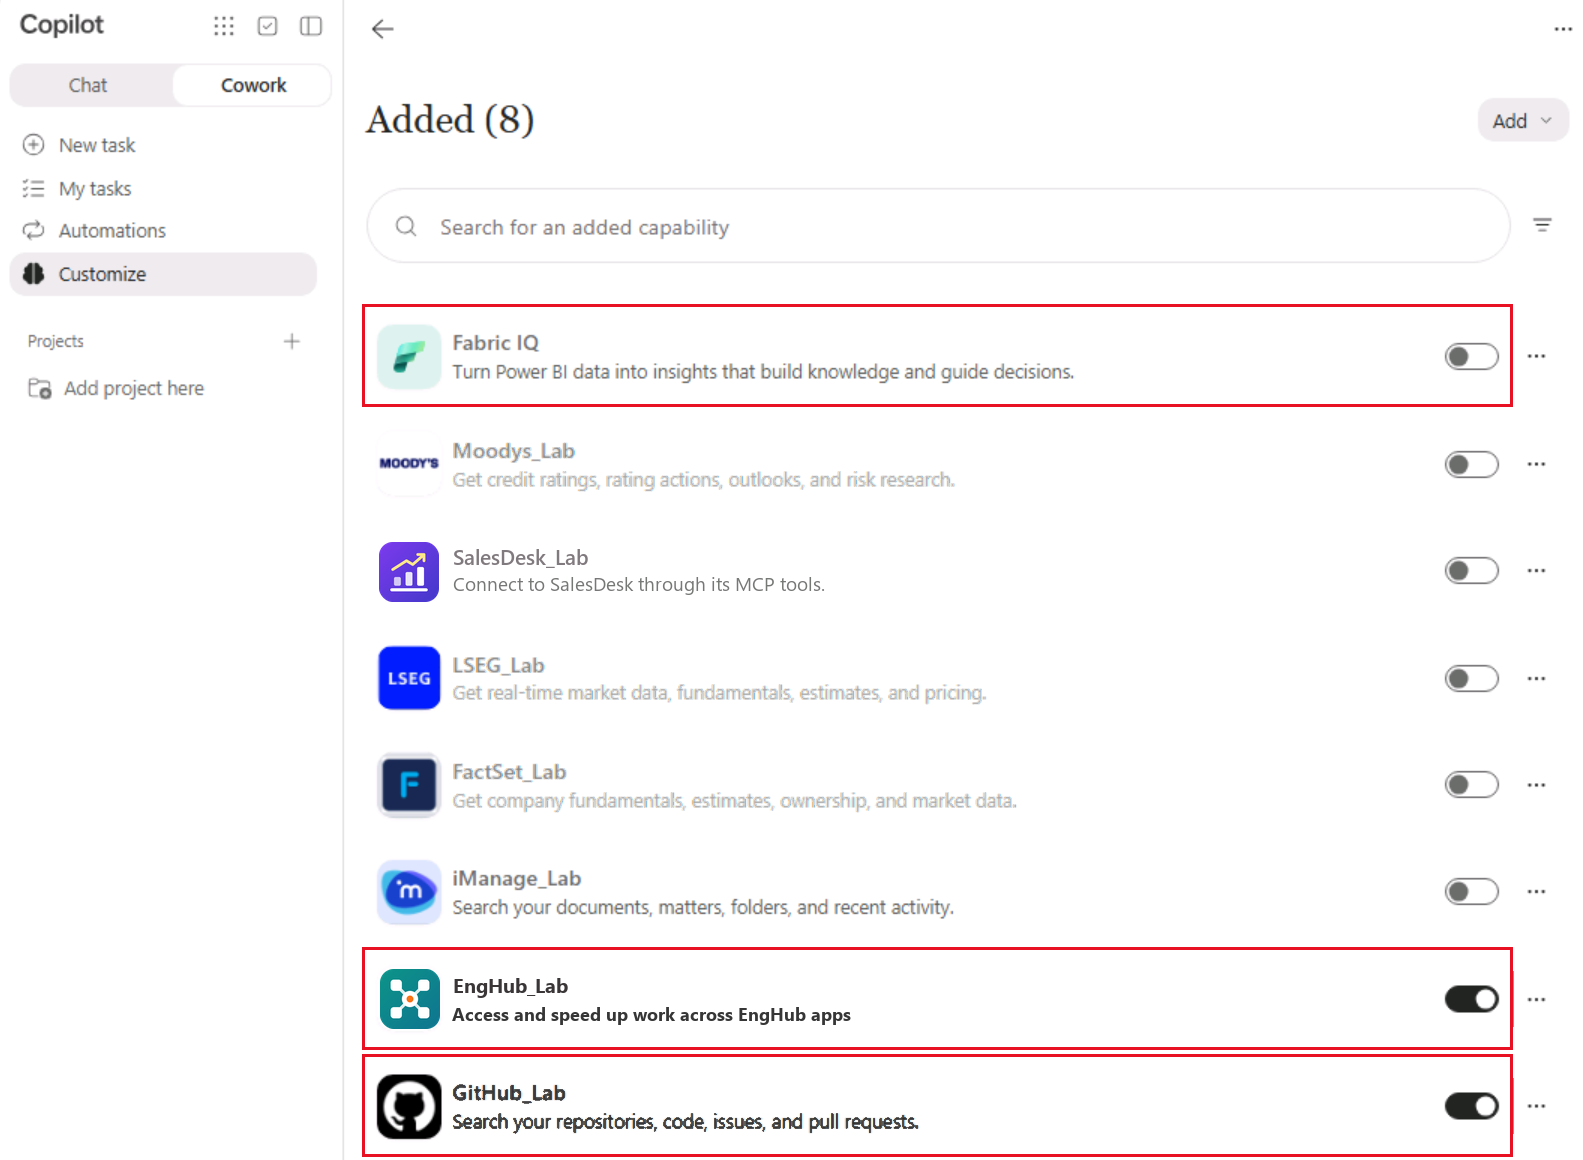 Copilot
Chat
Cowork
New task
My tasks
Automations
Customize
Projects
Add project here
Added (8)
Add
Search for an added capability
Fabric IQ
Turn Power BI data into insights that build knowledge and guide decisions.
MOODY'S
Moodys_Lab
Get credit ratings, rating actions, outlooks, and risk research.
SalesDesk_Lab
Connect to SalesDesk through its MCP tools.
LSEG
LSEG_Lab
Get real-time market data, fundamentals, estimates, and pricing.
F
FactSet_Lab
Get company fundamentals, estimates, ownership, and market data.
m
iManage_Lab
Search your documents, matters, folders, and recent activity.
EngHub_Lab
Access and speed up work across EngHub apps
GitHub_Lab
Search your repositories, code, issues, and pull requests.